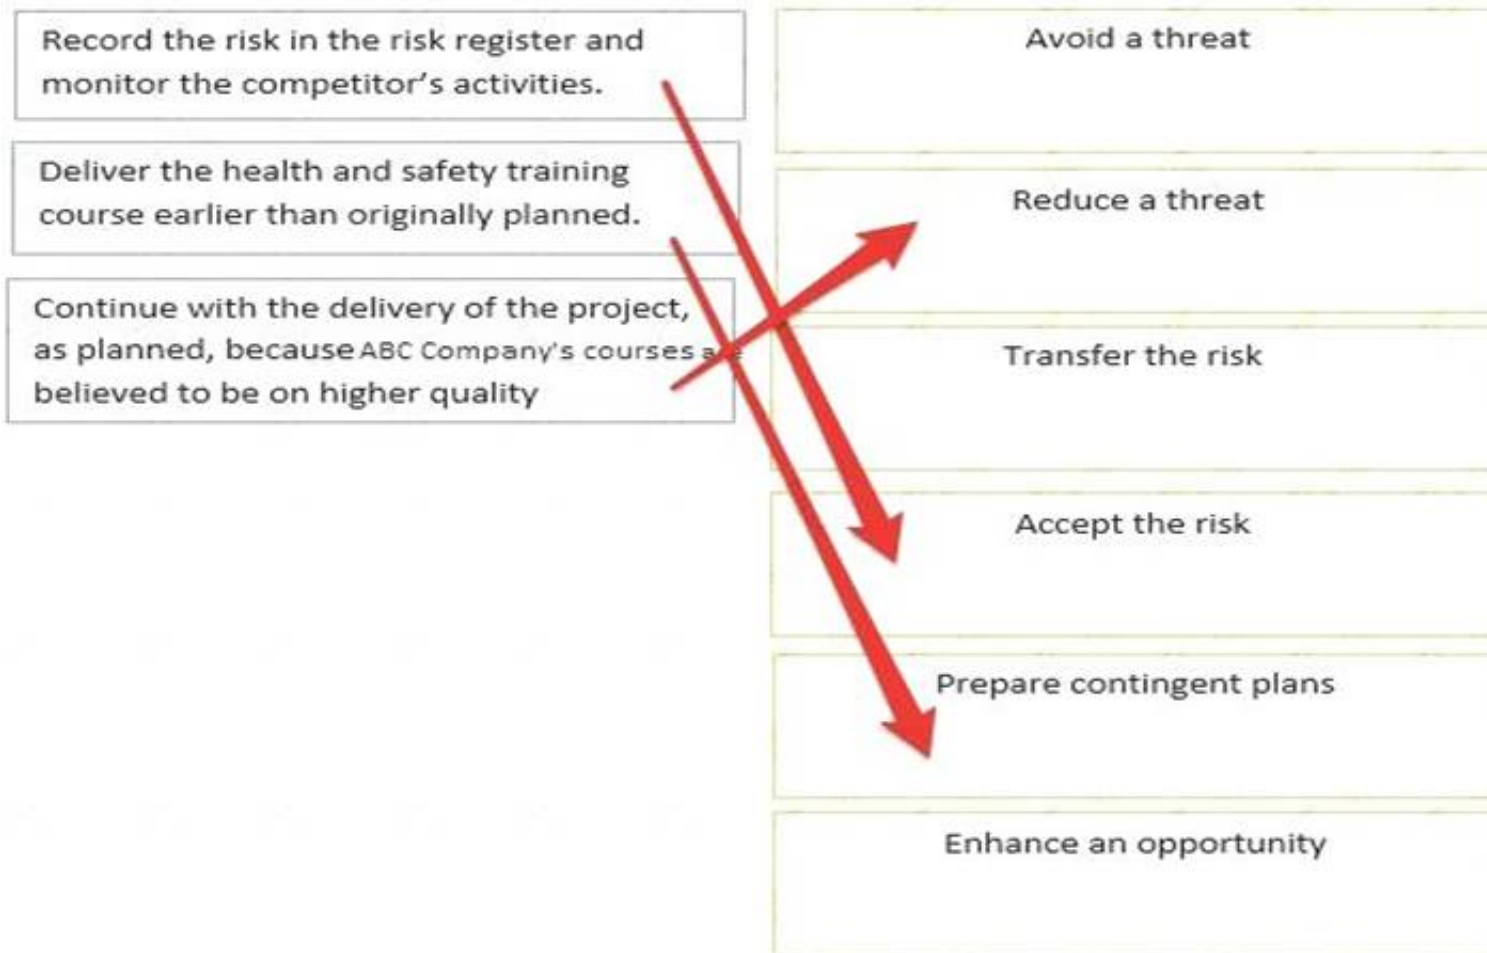 Record the risk in the risk register and
monitor the competitor's activities.
Deliver the health and safety training
course earlier than originally planned.
Continue with the delivery of the project,
as planned, because ABC Company's courses
believed to be on higher quality
Avoid a threat
Reduce a threat
Transfer the risk
Accept the risk
Prepare contingent plans
Enhance an opportunity